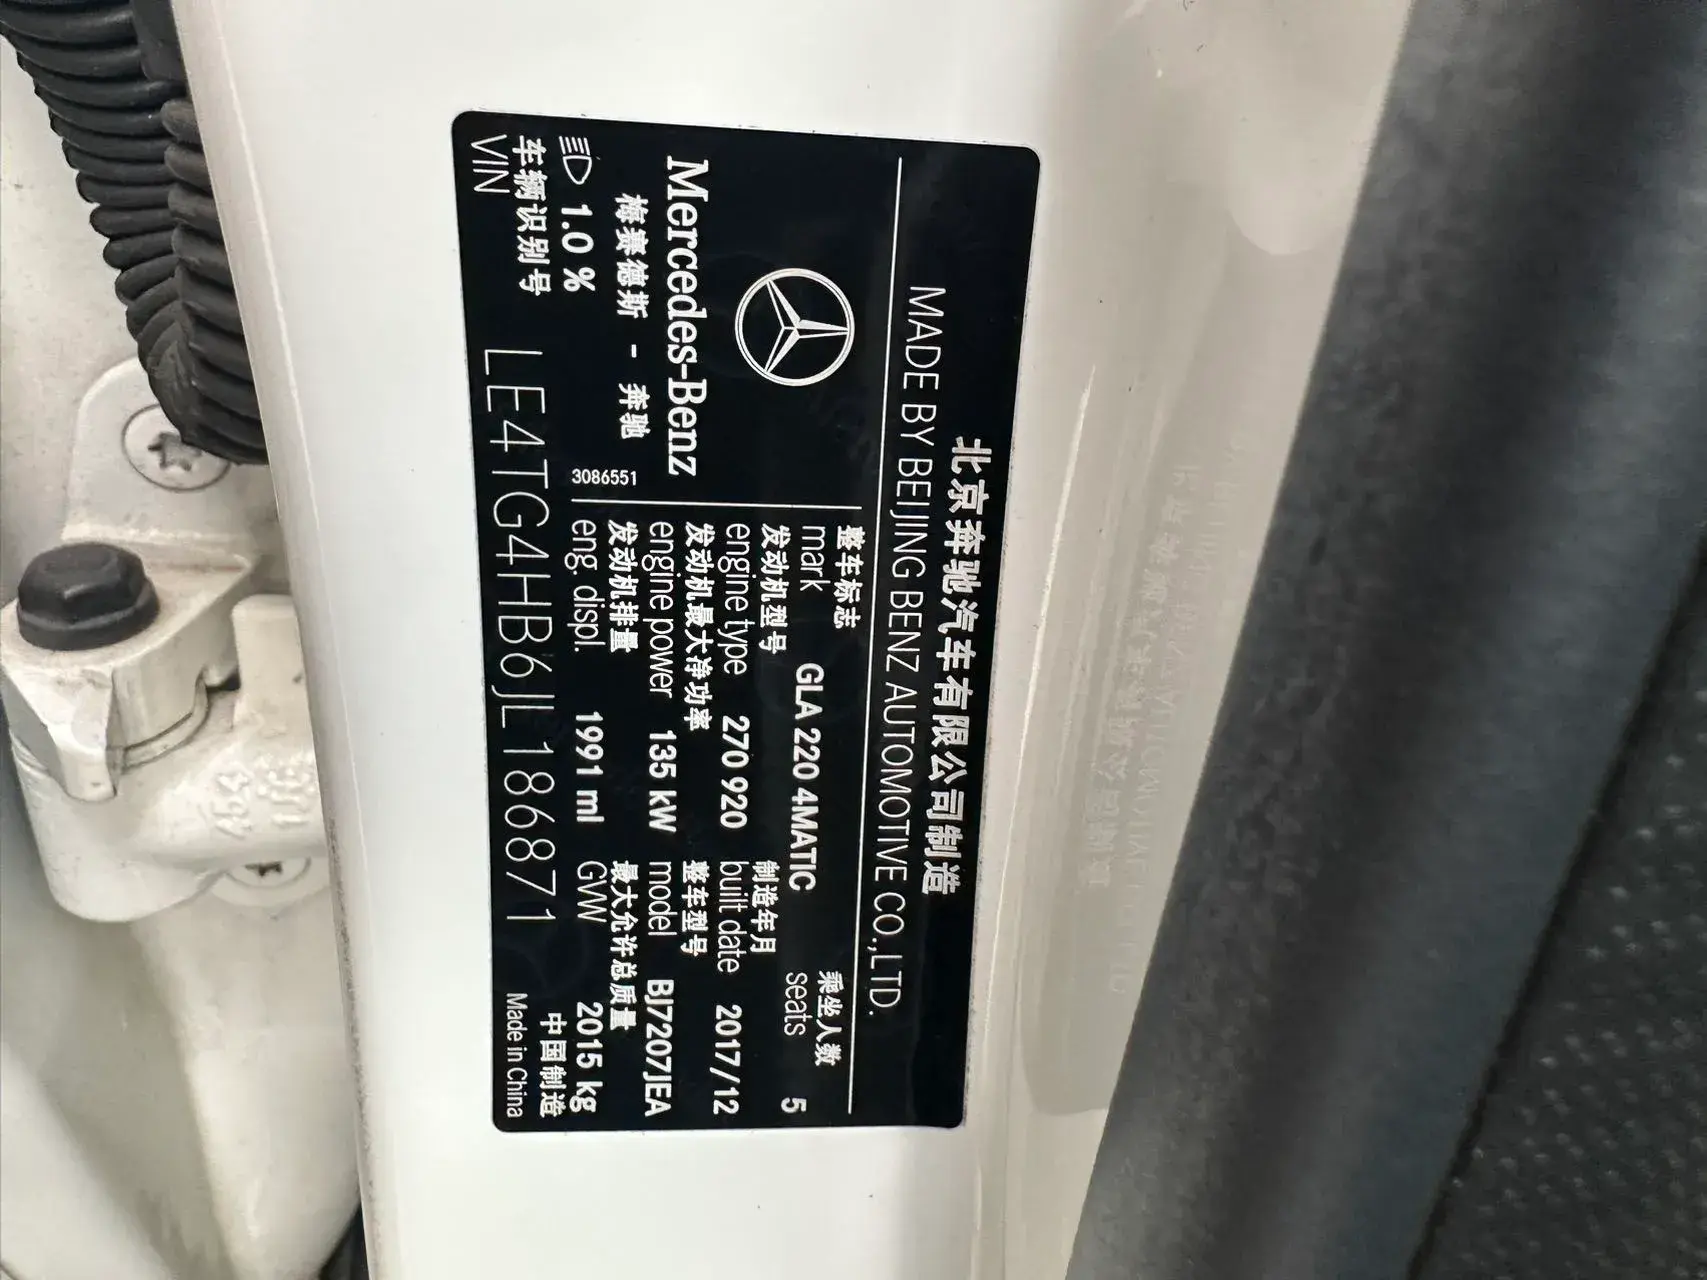 北京奔驰汽车有限公司制造
MADE BY BEIJING BENZ AUTOMOTIVE CO.,LTD.
Mercedes-Benz
梅赛德斯 - 奔驰
3086551
1.0 %
整车标志
mark GLA 220 4MATIC
乘坐人数
seats 5
发动机型号
engine type 270 920
制造年月
built date 2017/12
发动机最大净功率
engine power 135 kW
整车型号
model BJ7207JEA
发动机排量
eng. displ. 1991 ml
最大允许总质量
GVW 2015 kg
车辆识别号
VIN LE4TG4HB6JL186871
中国制造
Made in China